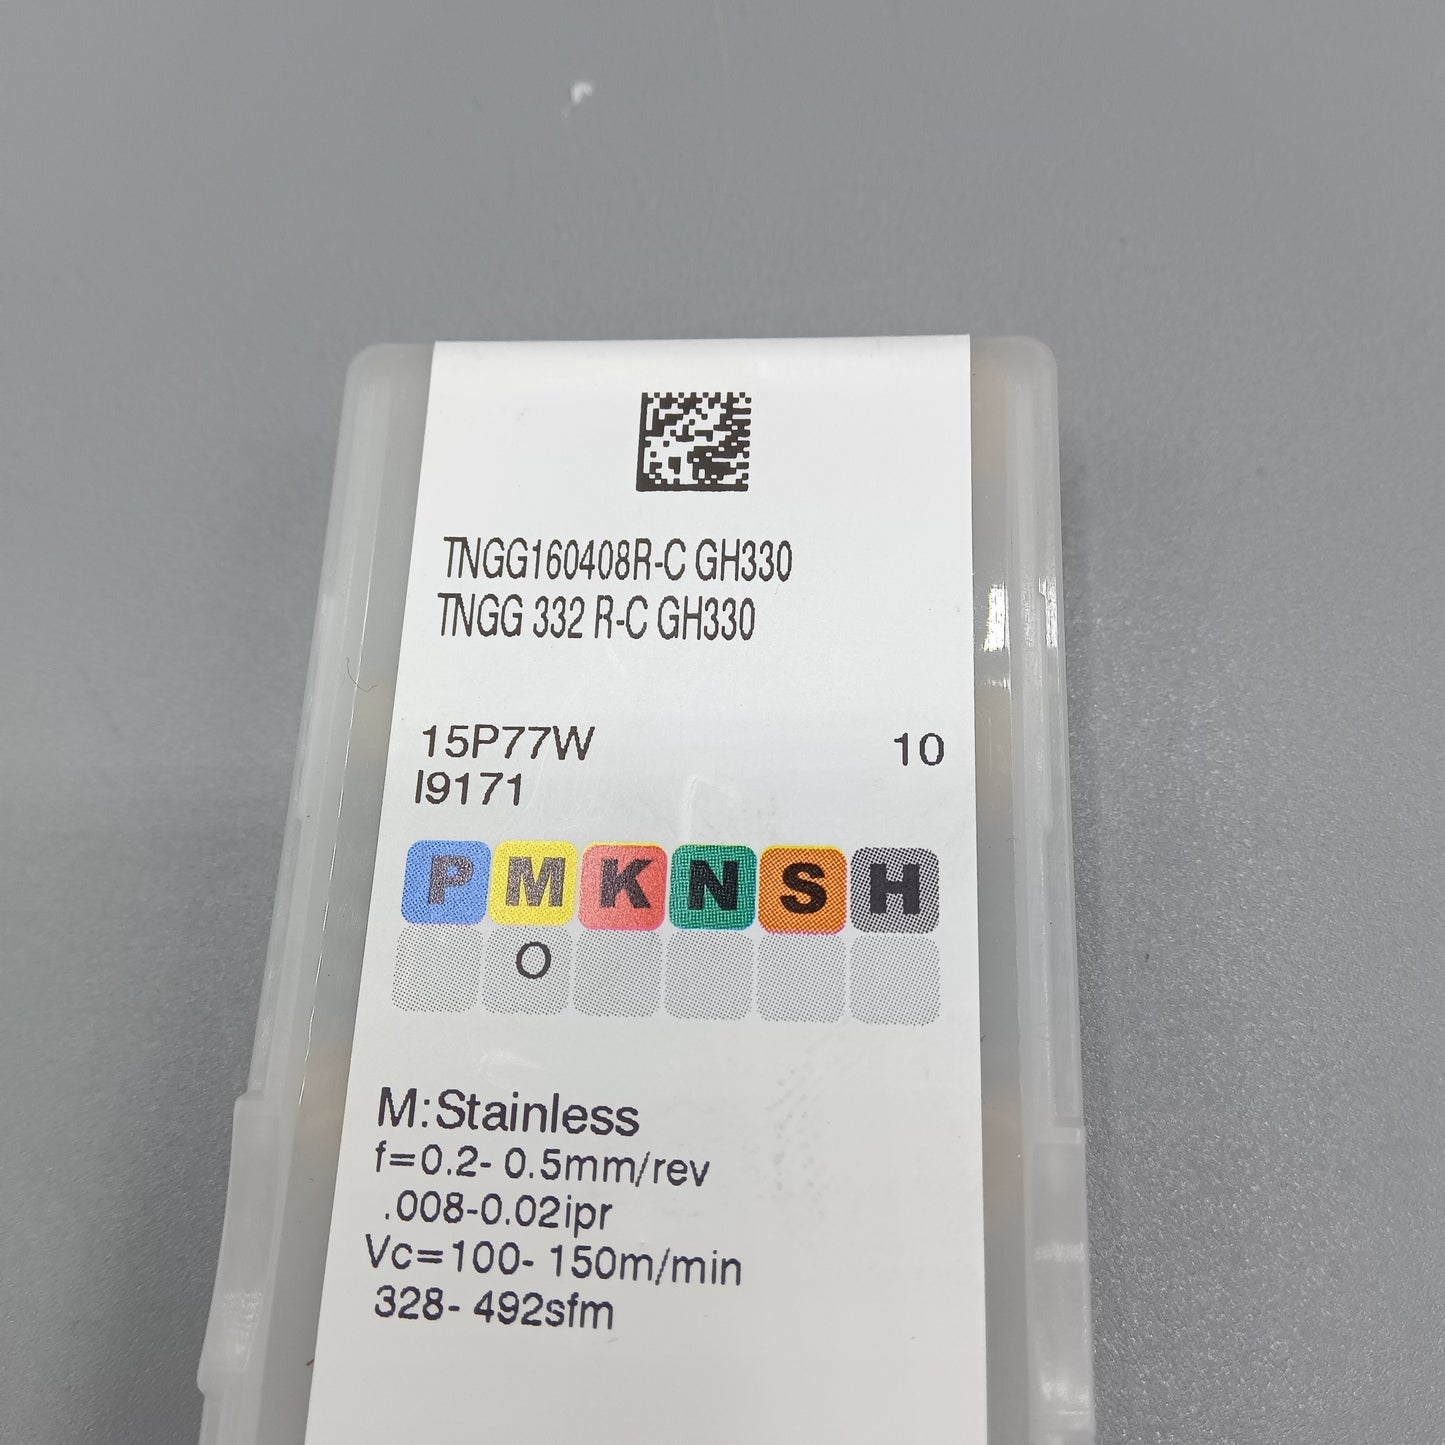 TNGG160408R-C GH330
TNGG 332 R-C GH330
15P77W 10
I9171
P M K N S H
O
M:Stainless
f=0.2- 0.5mm/rev
.008-0.02ipr
Vc=100- 150m/min
328- 492sfm